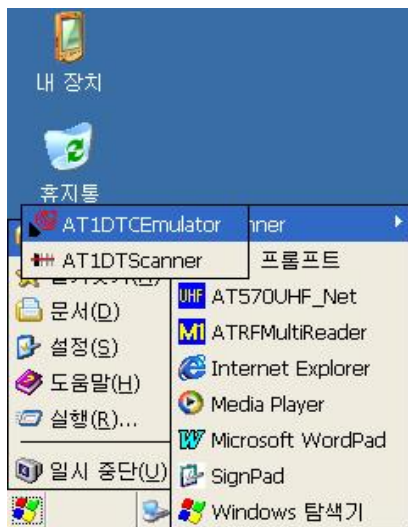 내 장치
휴지통
AT1DTCEmulator
nner
AT1DTScanner
프롬프트
AT570UHF_Net
문서(D)
ATRFMultiReader
설정(S)
Internet Explorer
도움말(H)
Media Player
실행(R)...
Microsoft WordPad
일시 중단(U)
SignPad
Windows 탐색기